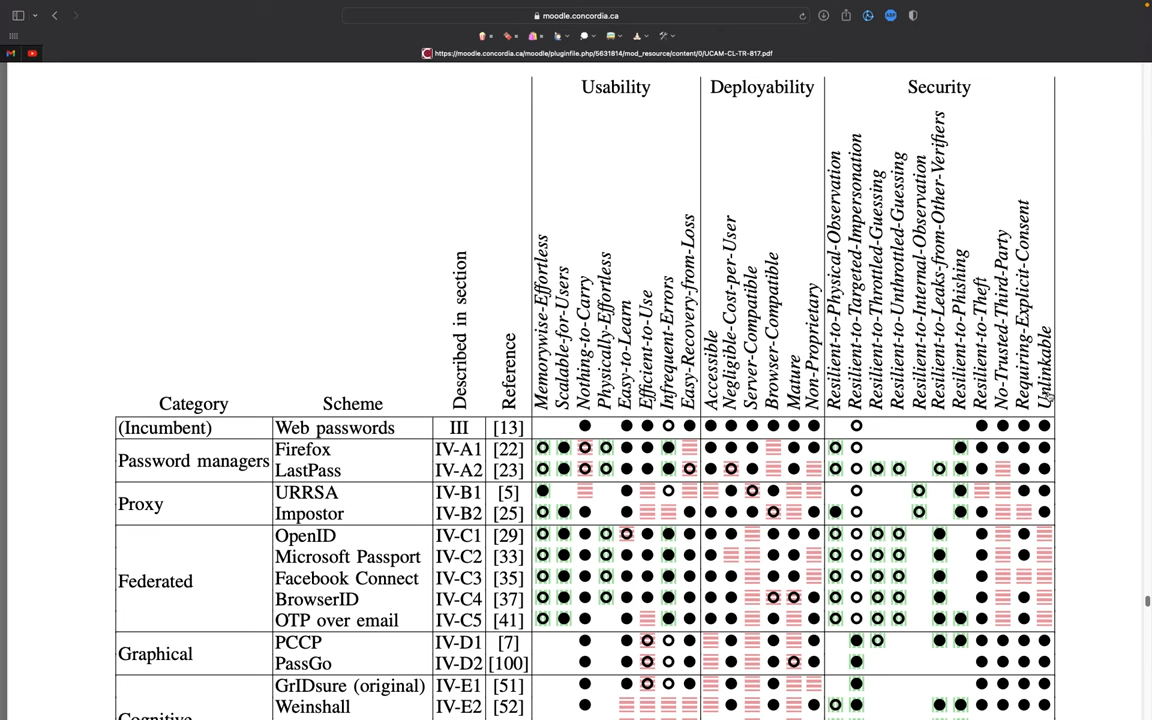 moodle.concordia.ca
https://moodle.concordia.ca/moodle/pluginfile.php/5631814/mod_resource/content/0/UCAM-CL-TR-817.pdf
Usability Deployability Security
Category Scheme Described in section Reference Memorywise-Effortless Scalable-for-Users Nothing-to-Carry Physically-Effortless Easy-to-Learn Efficient-to-Use Infrequent-Errors Easy-Recovery-from-Loss Accessible Negligible-Cost-per-User Server-Compatible Browser-Compatible Mature Non-Proprietary Resilient-to-Physical-Observation Resilient-to-Targeted-Impersonation Resilient-to-Throttled-Guessing Resilient-to-Unthrottled-Guessing Resilient-to-Internal-Observation Resilient-to-Leaks-from-Other-Verifiers Resilient-to-Phishing Resilient-to-Theft No-Trusted-Third-Party Requiring-Explicit-Consent Unlinkable
(Incumbent) Web passwords III [13]
Password managers Firefox IV-A1 [22]
LastPass IV-A2 [23]
Proxy URRSA IV-B1 [5]
Impostor IV-B2 [25]
Federated OpenID IV-C1 [29]
Microsoft Passport IV-C2 [33]
Facebook Connect IV-C3 [35]
BrowserID IV-C4 [37]
OTP over email IV-C5 [41]
Graphical PCCP IV-D1 [7]
PassGo IV-D2 [100]
Cognitive GrIDsure (original) IV-E1 [51]
Weinshall IV-E2 [52]